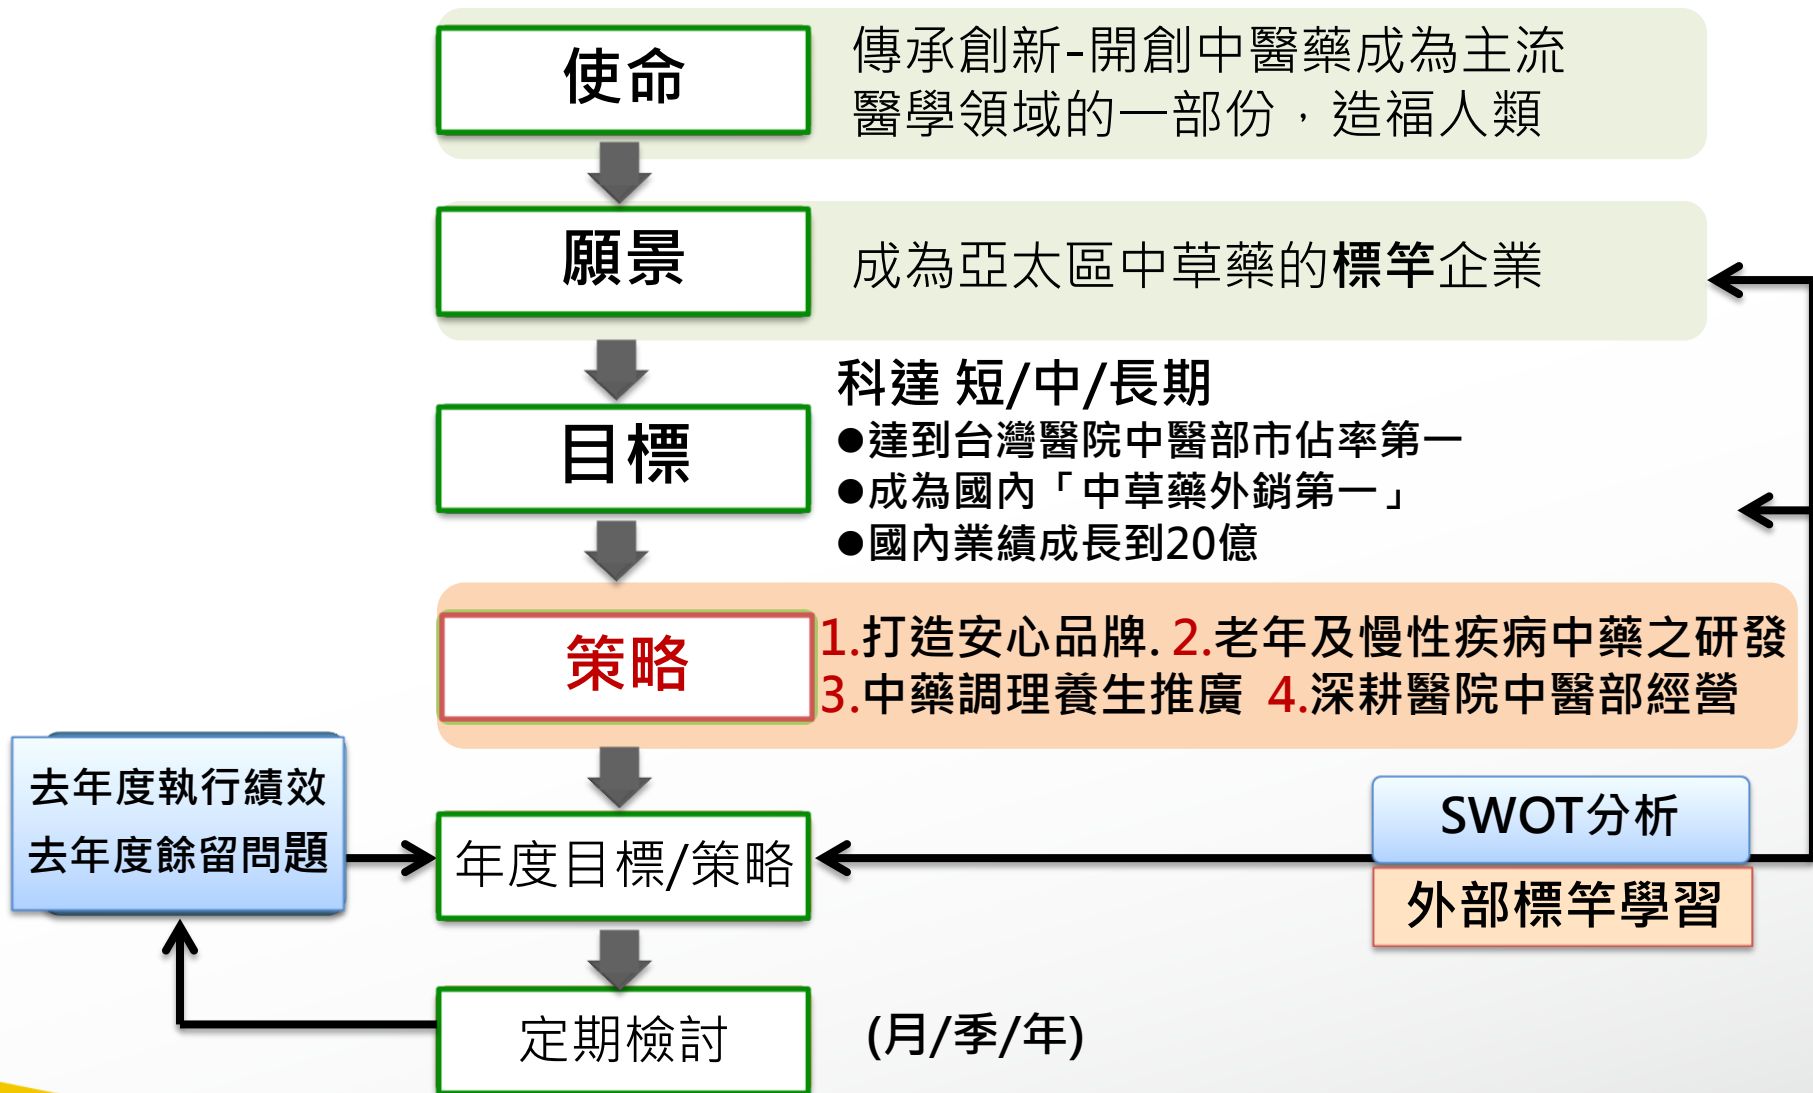 使命
傳承創新-開創中醫藥成為主流
醫學領域的一部份，造福人類
願景
成為亞太區中草藥的標竿企業
目標
科達 短/中/長期
●達到台灣醫院中醫部市佔率第一
●成為國內「中草藥外銷第一」
●國內業績成長到20億
策略
1.打造安心品牌. 2.老年及慢性疾病中藥之研發
3.中藥調理養生推廣 4.深耕醫院中醫部經營
去年度執行績效
去年度餘留問題
年度目標/策略
SWOT分析
外部標竿學習
定期檢討
(月/季/年)